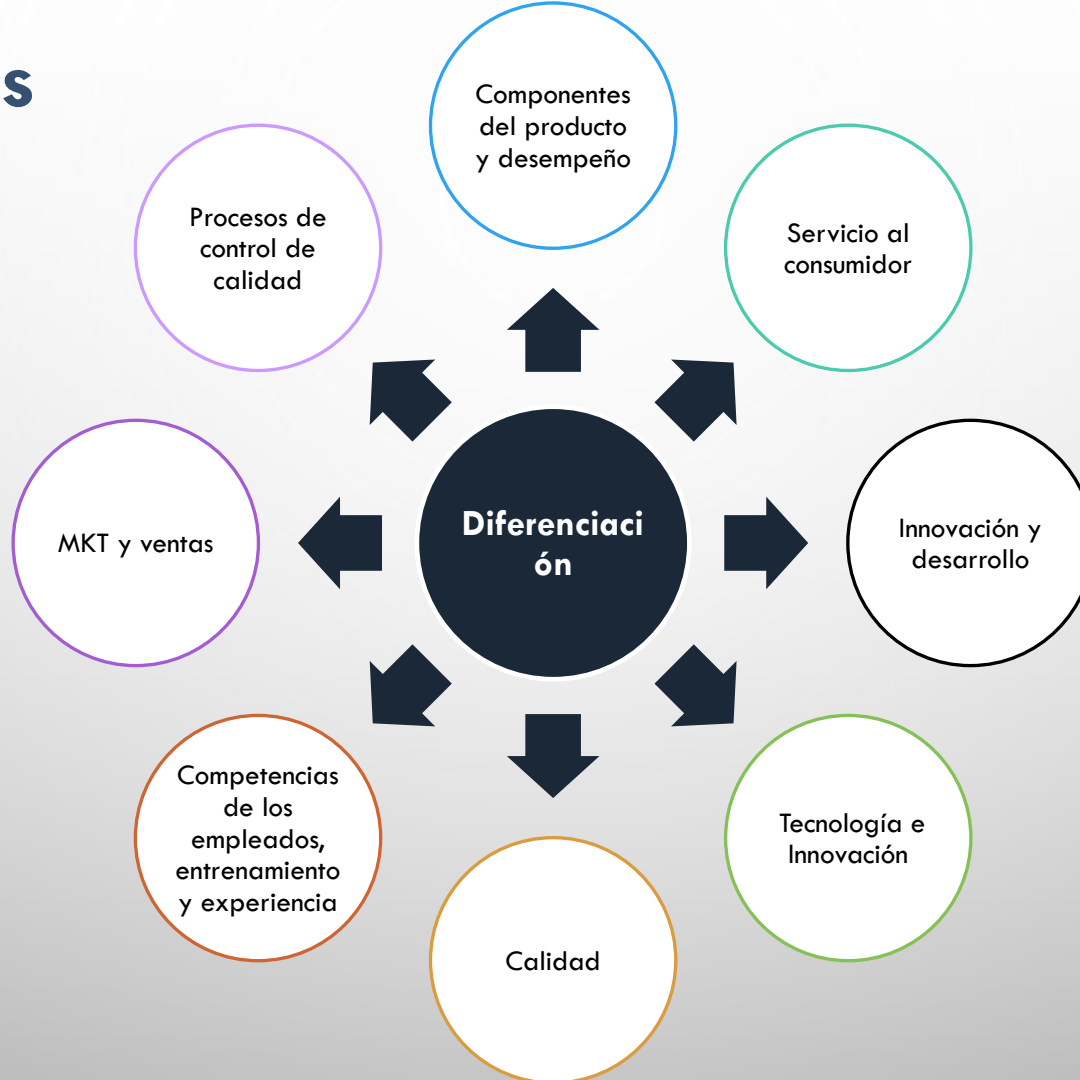 s
Componentes
del producto
y desempeño
Servicio al
consumidor
Innovación y
desarrollo
Tecnología e
Innovación
Calidad
Competencias
de los
empleados,
entrenamiento
y experiencia
MKT y ventas
Procesos de
control de
calidad
Diferenciaci
ón